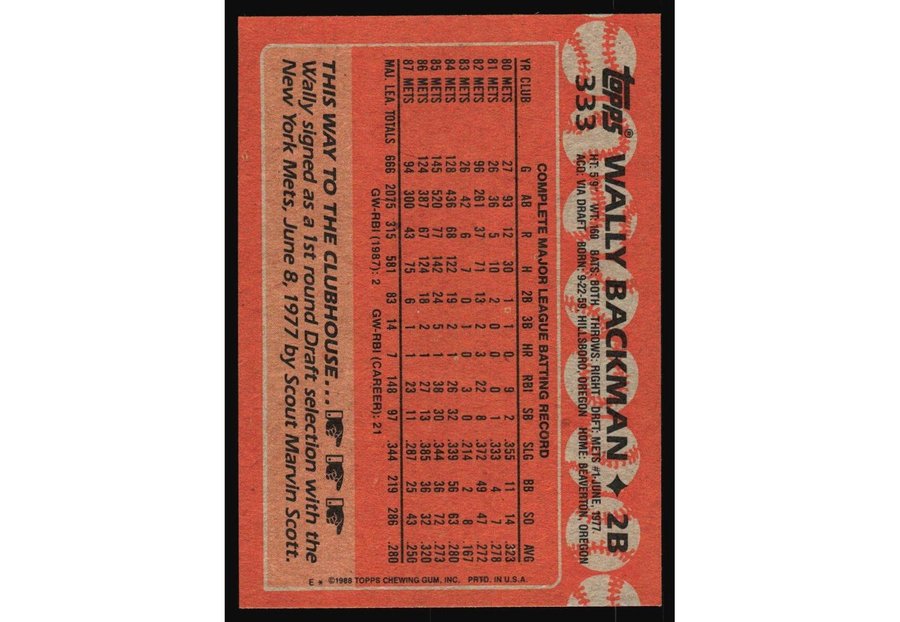 topps® WALLY BACKMAN ✦ 2B
333
HT: 5'9" WT: 160 BATS: BOTH THROWS: RIGHT DRFT: METS #1-JUNE, 1977
ACQ: VIA DRAFT BORN: 9-22-59, HILLSBORO, OREGON HOME: BEAVERTON, OREGON
COMPLETE MAJOR LEAGUE BATTING RECORD
YR CLUB G AB R H 2B 3B HR RBI SB SLG BB SO AVG
80 METS 27 93 12 30 1 1 0 9 2 .355 11 14 .323
81 METS 26 36 5 10 2 0 0 0 1 .333 4 7 .278
82 METS 96 261 37 71 13 2 3 22 8 .372 49 47 .272
83 METS 26 42 6 7 0 1 0 3 0 .214 2 8 .167
84 METS 128 436 68 122 19 2 1 26 32 .339 56 63 .280
85 METS 145 520 77 142 24 5 1 38 30 .344 36 72 .273
86 METS 124 387 67 124 18 2 1 27 13 .385 36 32 .320
87 METS 94 300 43 75 6 1 1 23 11 .287 25 43 .250
MAJ. LEA. TOTALS 666 2075 315 581 83 14 7 148 97 .344 219 286 .280
GW-RBI (1987): 2 GW-RBI (CAREER): 21
THIS WAY TO THE CLUBHOUSE...
Wally signed as a 1st round Draft selection with the
New York Mets, June 8, 1977 by Scout Marvin Scott.
E * ©1988 TOPPS CHEWING GUM, INC. PRTD. IN U.S.A.